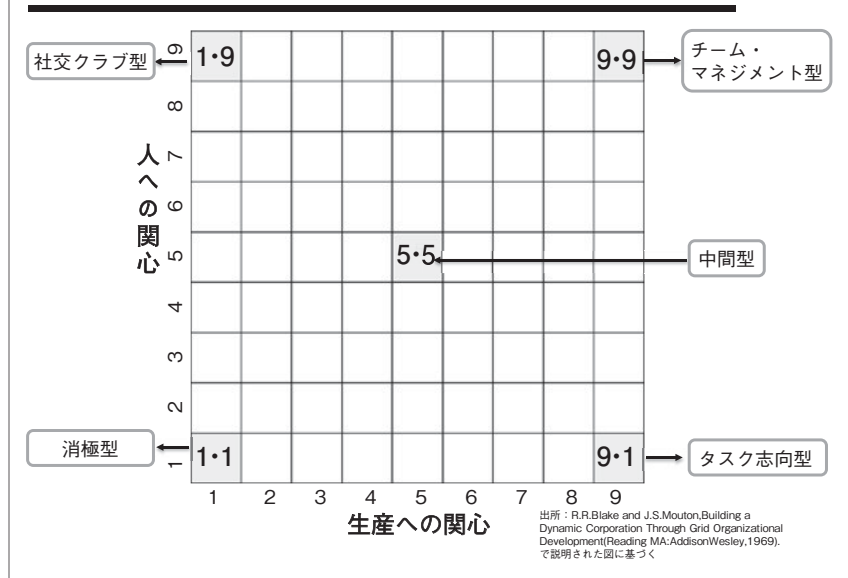 社交クラブ型
1・9
9・9
チーム・
マネジメント型
9
8
7
6
5
4
3
2
1
人への関心
5・5
中間型
消極型
1・1
9・1
タスク志向型
1 2 3 4 5 6 7 8 9
生産への関心
出所：R.R.Blake and J.S.Mouton,Building a
Dynamic Corporation Through Grid Organizational
Development(Reading MA:AddisonWesley,1969).
で説明された図に基づく